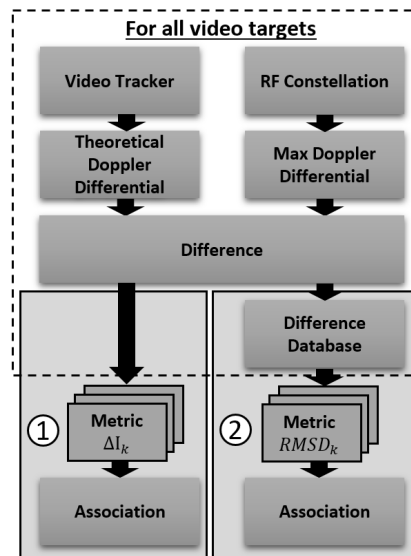 For all video targets
Video Tracker
RF Constellation
Theoretical
Doppler
Differential
Max Doppler
Differential
Difference
Difference
Database
1
Metric
ΔI_k
2
Metric
RMSD_k
Association
Association